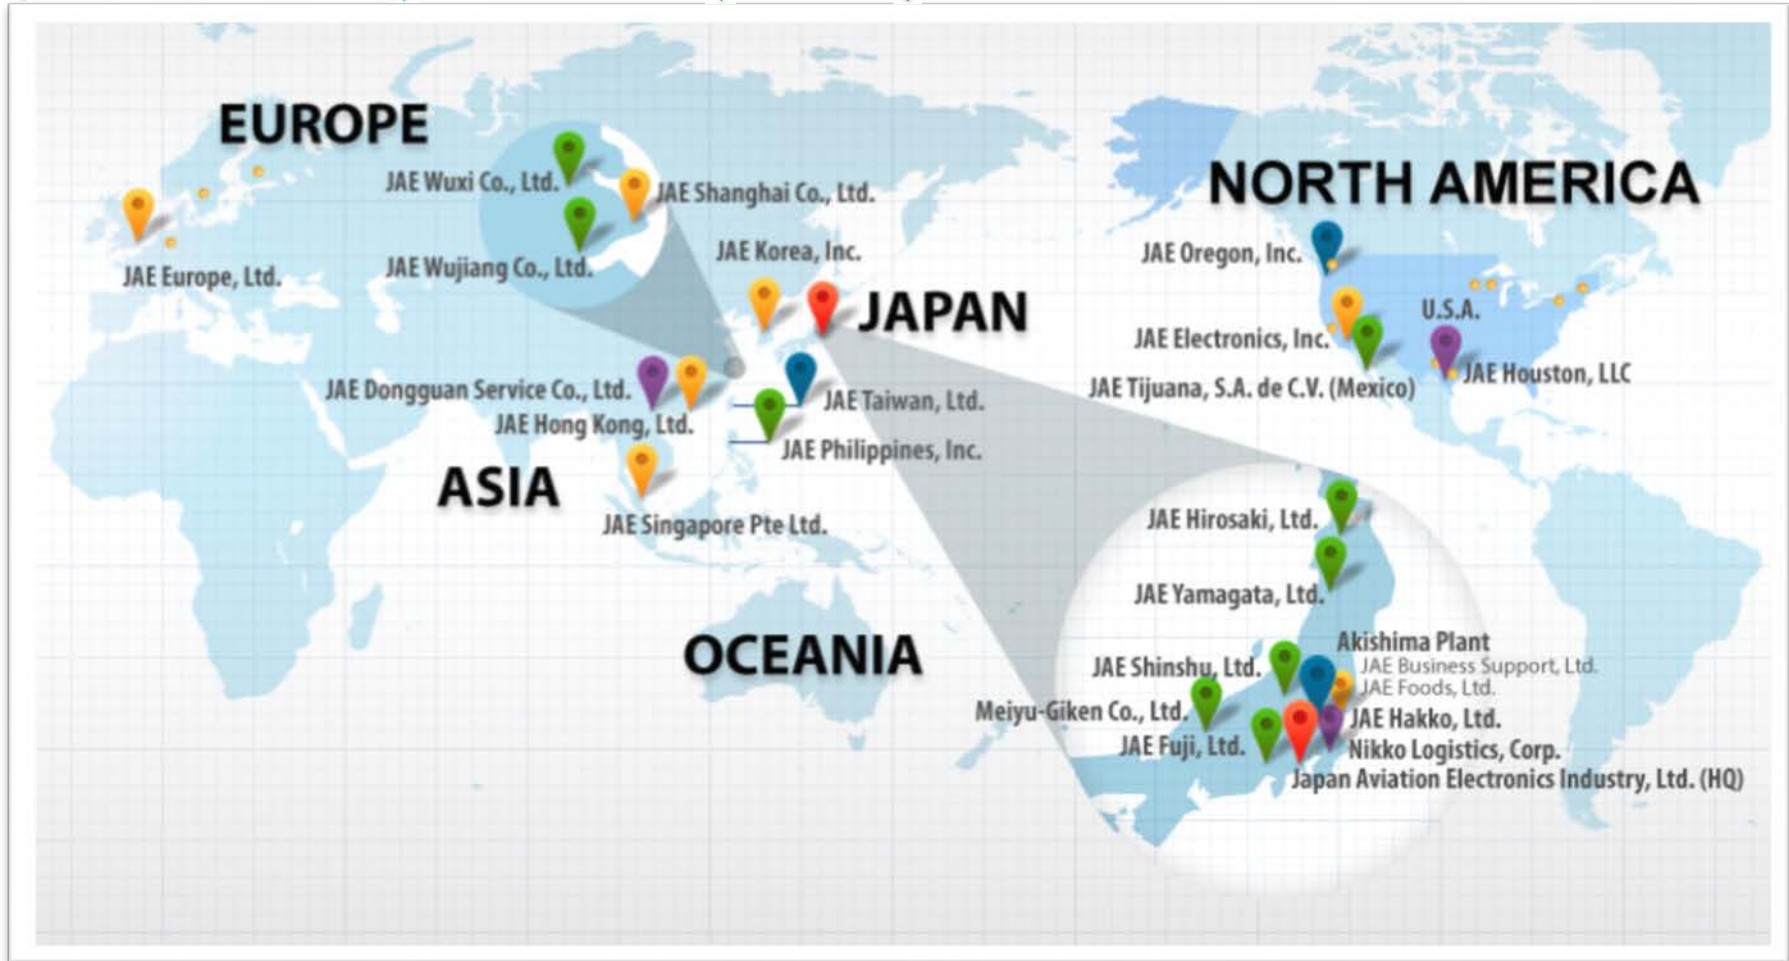 EUROPE
JAE Wuxi Co., Ltd.
JAE Shanghai Co., Ltd.
JAE Wujiang Co., Ltd.
JAE Europe, Ltd.
JAE Korea, Inc.
JAPAN
JAE Dongguan Service Co., Ltd.
JAE Hong Kong, Ltd.
JAE Taiwan, Ltd.
JAE Philippines, Inc.
ASIA
JAE Singapore Pte Ltd.
OCEANIA
NORTH AMERICA
JAE Oregon, Inc.
U.S.A.
JAE Electronics, Inc.
JAE Houston, LLC
JAE Tijuana, S.A. de C.V. (Mexico)
JAE Hirosaki, Ltd.
JAE Yamagata, Ltd.
Akishima Plant
JAE Shinshu, Ltd.
JAE Business Support, Ltd.
JAE Foods, Ltd.
Meiyu-Giken Co., Ltd.
JAE Hakko, Ltd.
JAE Fuji, Ltd.
Nikko Logistics, Corp.
Japan Aviation Electronics Industry, Ltd. (HQ)